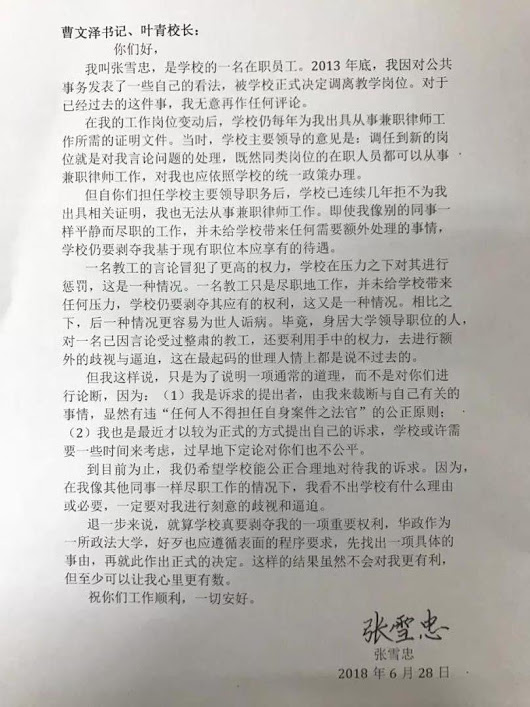 曹文泽书记、叶青校长：
你们好，
我叫张雪忠，是学校的一名在职员工。2013 年底，我因对公共
事务发表了一些自己的看法，被学校正式决定调离教学岗位。对于
已经过去的这件事，我无意再作任何评论。
在我的工作岗位变动后，学校仍每年为我出具从事兼职律师工
作所需的证明文件。当时，学校主要领导的意见是：调任到新的岗
位就是对我言论问题的处理，既然同类岗位的在职人员都可以从事
兼职律师工作，对我也应依照学校的统一政策办理。
但自你们担任学校主要领导职务后，学校已连续几年拒不为我
出具相关证明，我也无法从事兼职律师工作。即使我像别的同事一
样平静而尽职的工作，并未给学校带来任何需要额外处理的事情，
学校仍要剥夺我基于现有职位本应享有的待遇。
一名教工的言论冒犯了更高的权力，学校在压力之下对其进行
惩罚，这是一种情况。一名教工只是尽职地工作，并未给学校带来
任何压力，学校仍要剥夺其应有的权利，这又是一种情况。相比之
下，后一种情况更容易为世人诟病。毕竟，身居大学领导职位的人，
对一名已因言论受过整肃的教工，还要利用手中的权力，去进行额
外的歧视与逼迫，这在最起码的世理人情上都是说不过去的。
但我这样说，只是为了说明一项通常的道理，而不是对你们进
行论断，因为：（1）我是诉求的提出者，由我来裁断与自己有关的
事情，显然有违“任何人不得担任自身案件之法官”的公正原则；
（2）我也是最近才以较为正式的方式提出自己的诉求，学校或许需
要一些时间来考虑，过早地下定论对你们也不公平。
到目前为止，我仍希望学校能公正合理地对待我的诉求。因为，
在我像其他同事一样尽职工作的情况下，我看不出学校有什么理由
或必要，一定要对我进行刻意的歧视和逼迫。
退一步来说，就算学校真要剥夺我的一项重要权利，华政作为
一所政法大学，好歹也应遵循表面的程序要求，先找出一项具体的
事由，再就此作出正式的决定。这样的结果虽然不会对我更有利，
但至少可以让我心里更有数。
祝你们工作顺利，一切安好。
张雪忠
张雪忠
2018 年 6 月 28 日